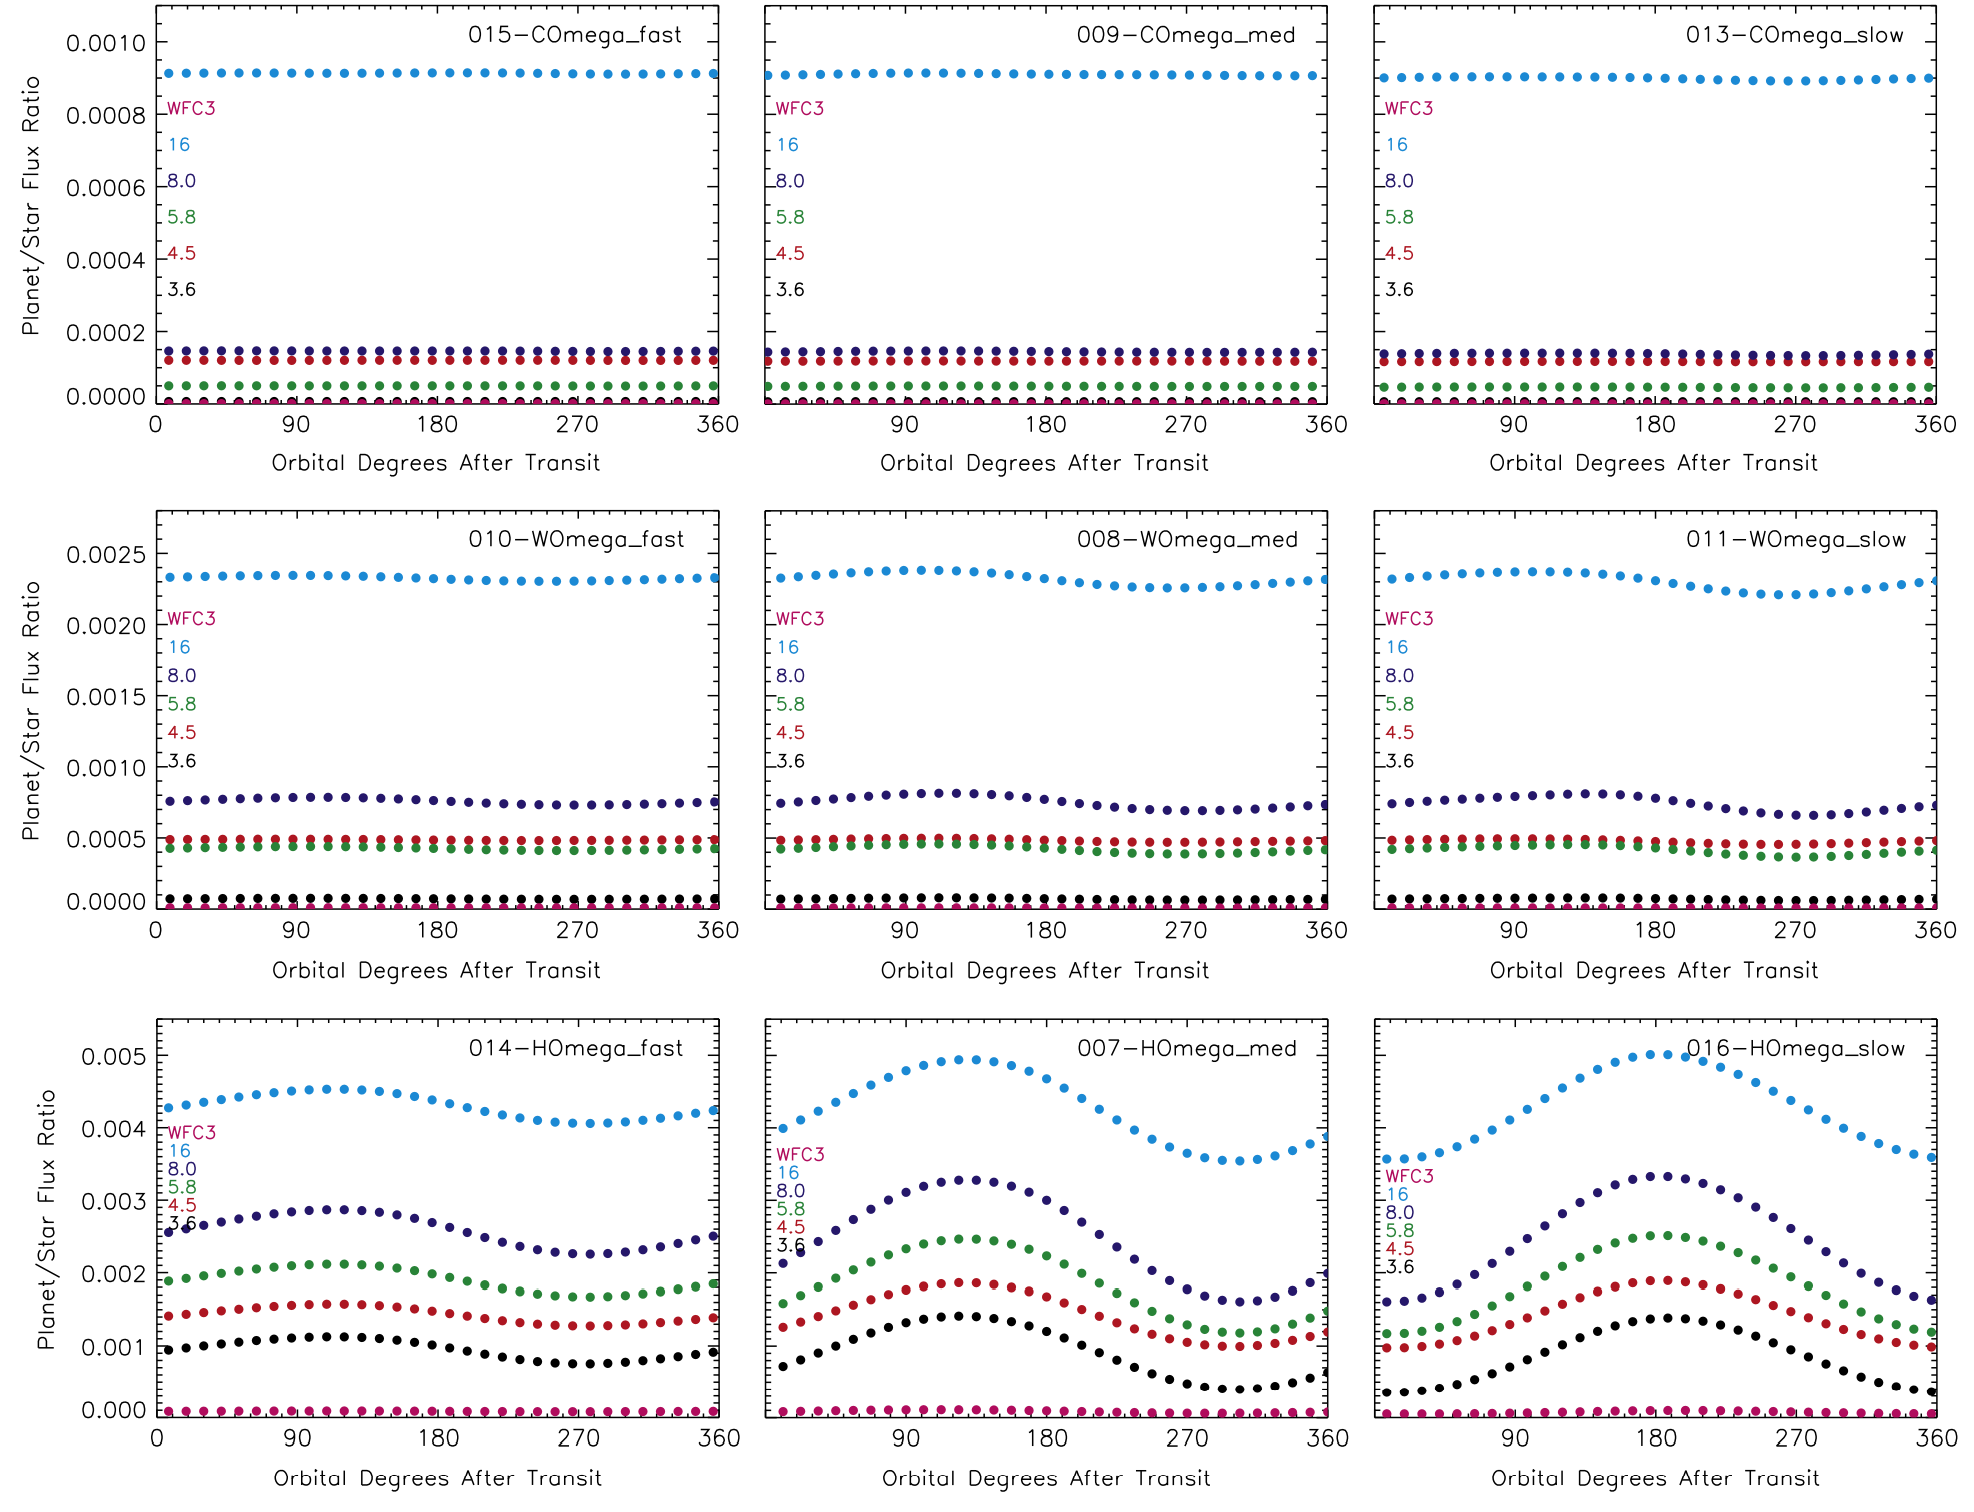 Planet/Star Flux Ratio
0.0010
0.0008
0.0006
0.0004
0.0002
0.0000
015-COmega_fast
WFC3
16
8.0
5.8
4.5
3.6
0 90 180 270 360
Orbital Degrees After Transit
009-COmega_med
WFC3
16
8.0
5.8
4.5
3.6
90 180 270 360
Orbital Degrees After Transit
013-COmega_slow
WFC3
16
8.0
5.8
4.5
3.6
90 180 270 360
Orbital Degrees After Transit
Planet/Star Flux Ratio
0.0025
0.0020
0.0015
0.0010
0.0005
0.0000
010-WOmega_fast
WFC3
16
8.0
5.8
4.5
3.6
0 90 180 270 360
Orbital Degrees After Transit
008-WOmega_med
WFC3
16
8.0
5.8
4.5
3.6
90 180 270 360
Orbital Degrees After Transit
011-WOmega_slow
WFC3
16
8.0
5.8
4.5
3.6
90 180 270 360
Orbital Degrees After Transit
Planet/Star Flux Ratio
0.005
0.004
0.003
0.002
0.001
0.000
014-HOmega_fast
WFC3
16
8.0
5.8
4.5
3.6
0 90 180 270 360
Orbital Degrees After Transit
007-HOmega_med
WFC3
16
8.0
5.8
4.5
3.6
90 180 270 360
Orbital Degrees After Transit
016-HOmega_slow
WFC3
16
8.0
5.8
4.5
3.6
90 180 270 360
Orbital Degrees After Transit